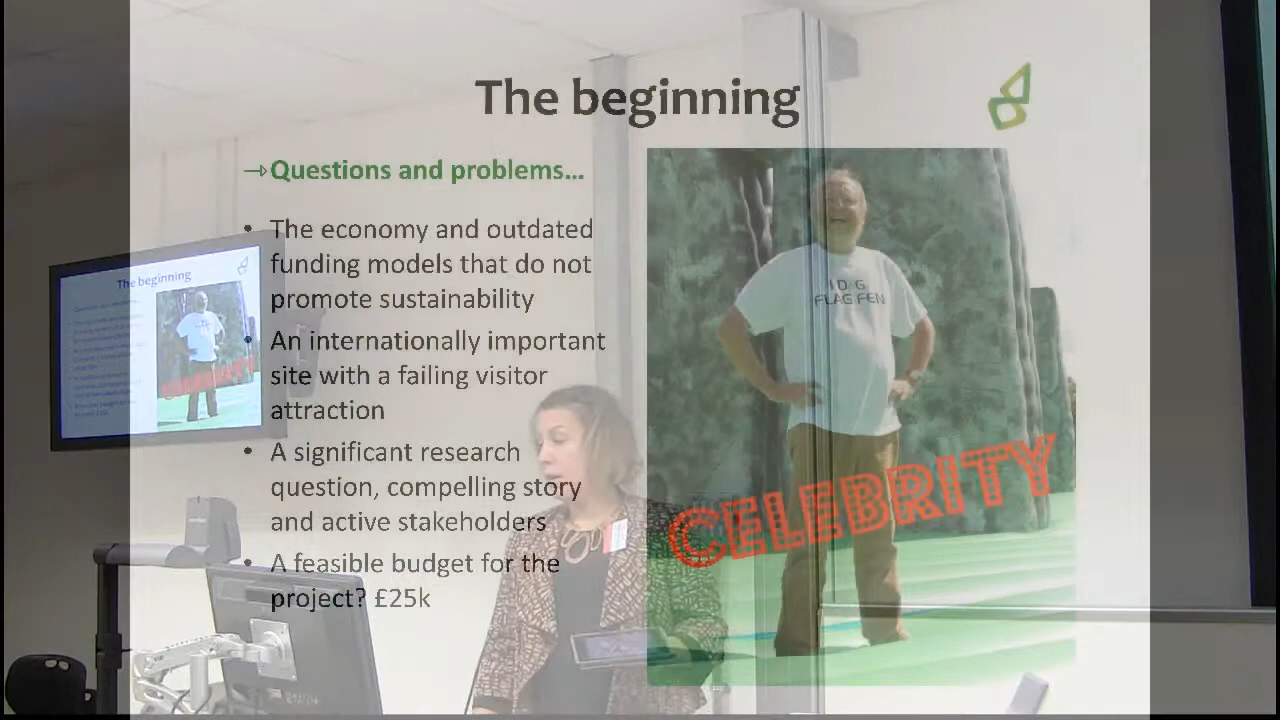 The beginning
⇾Questions and problems...
• The economy and outdated
funding models that do not
promote sustainability
• An internationally important
site with a failing visitor
attraction
• A significant research
question, compelling story
and active stakeholders
• A feasible budget for the
project? £25k
FLAG FEN
CELEBRITY
The beginning
CELEBRITY